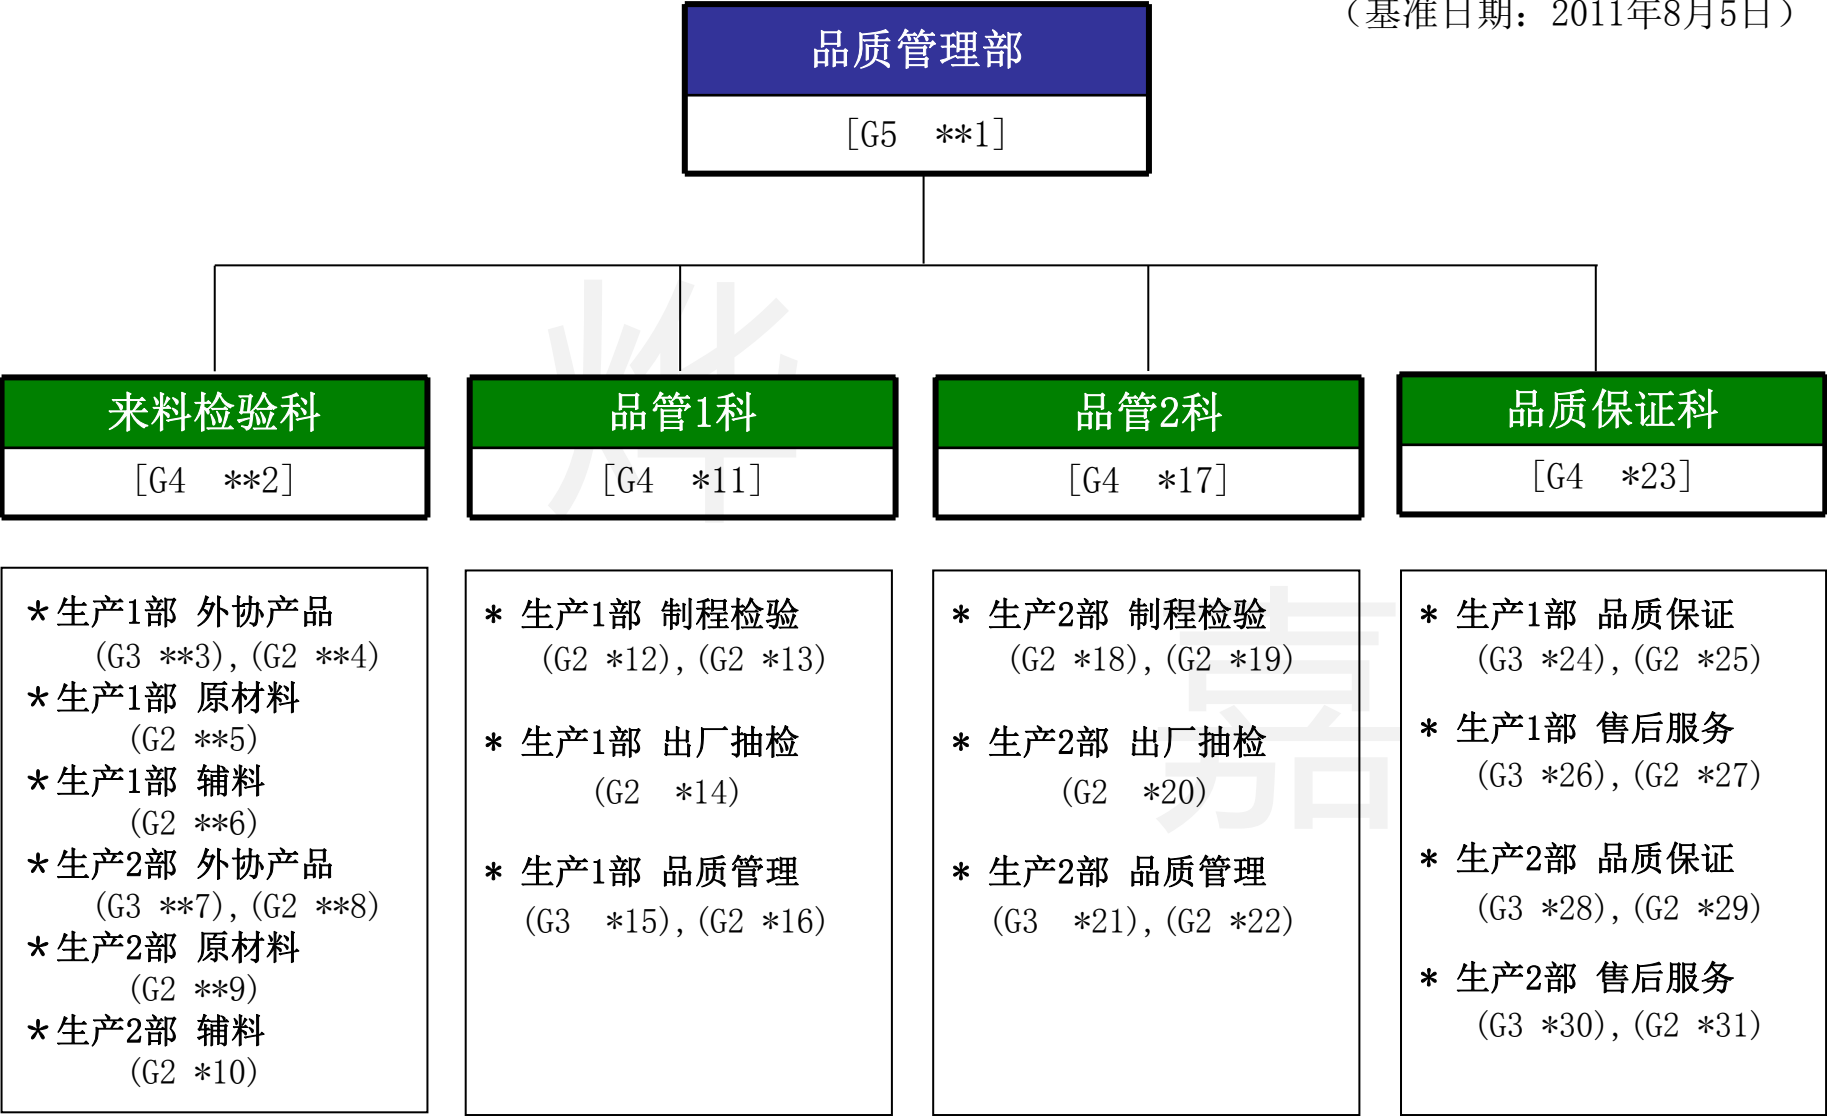 （基准日期：2011年8月5日）
品质管理部
[G5  **1]
来料检验科
[G4  **2]
品管1科
[G4  *11]
品管2科
[G4  *17]
品质保证科
[G4  *23]
*生产1部 外协产品
(G3 **3),(G2 **4)
*生产1部 原材料
(G2 **5)
*生产1部 辅料
(G2 **6)
*生产2部 外协产品
(G3 **7),(G2 **8)
*生产2部 原材料
(G2 **9)
*生产2部 辅料
(G2 *10)
* 生产1部 制程检验
(G2 *12),(G2 *13)
* 生产1部 出厂抽检
(G2  *14)
* 生产1部 品质管理
(G3  *15),(G2 *16)
* 生产2部 制程检验
(G2 *18),(G2 *19)
* 生产2部 出厂抽检
(G2  *20)
* 生产2部 品质管理
(G3  *21),(G2 *22)
* 生产1部 品质保证
(G3 *24),(G2 *25)
* 生产1部 售后服务
(G3 *26),(G2 *27)
* 生产2部 品质保证
(G3 *28),(G2 *29)
* 生产2部 售后服务
(G3 *30),(G2 *31)
烨
嘉